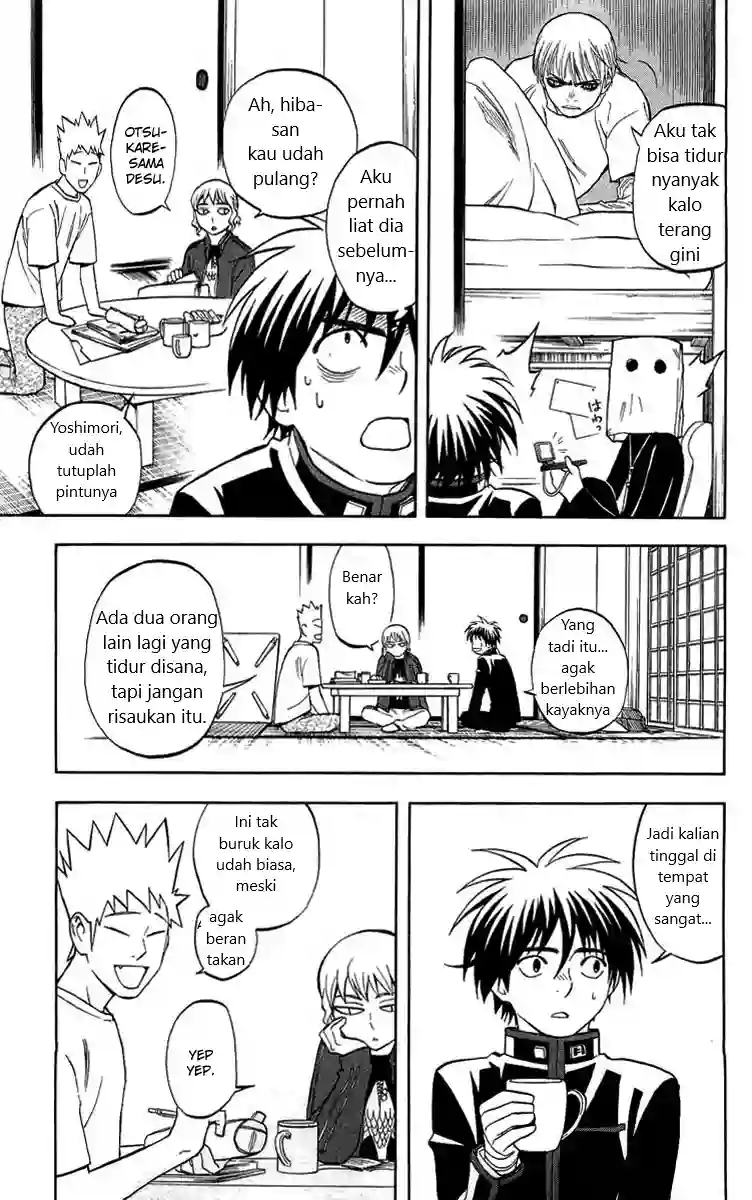 Aku tak
bisa tidur
nyanyak
kalo
terang
gini
はわっ
Ah, hiba-
san
kau udah
pulang?
OTSU-
KARE-
SAMA
DESU.
Aku
pernah
liat dia
sebelum-
nya...
Yoshimori,
udah
tutuplah
pintunya
Yang
tadi itu...
agak
berlebihan
kayaknya
Benar
kah?
Ada dua orang
lain lagi yang
tidur disana,
tapi jangan
risaukan itu.
Jadi kalian
tinggal di
tempat
yang
sangat...
Ini tak
buruk kalo
udah biasa,
meski
agak
beran
takan
YEP
YEP.